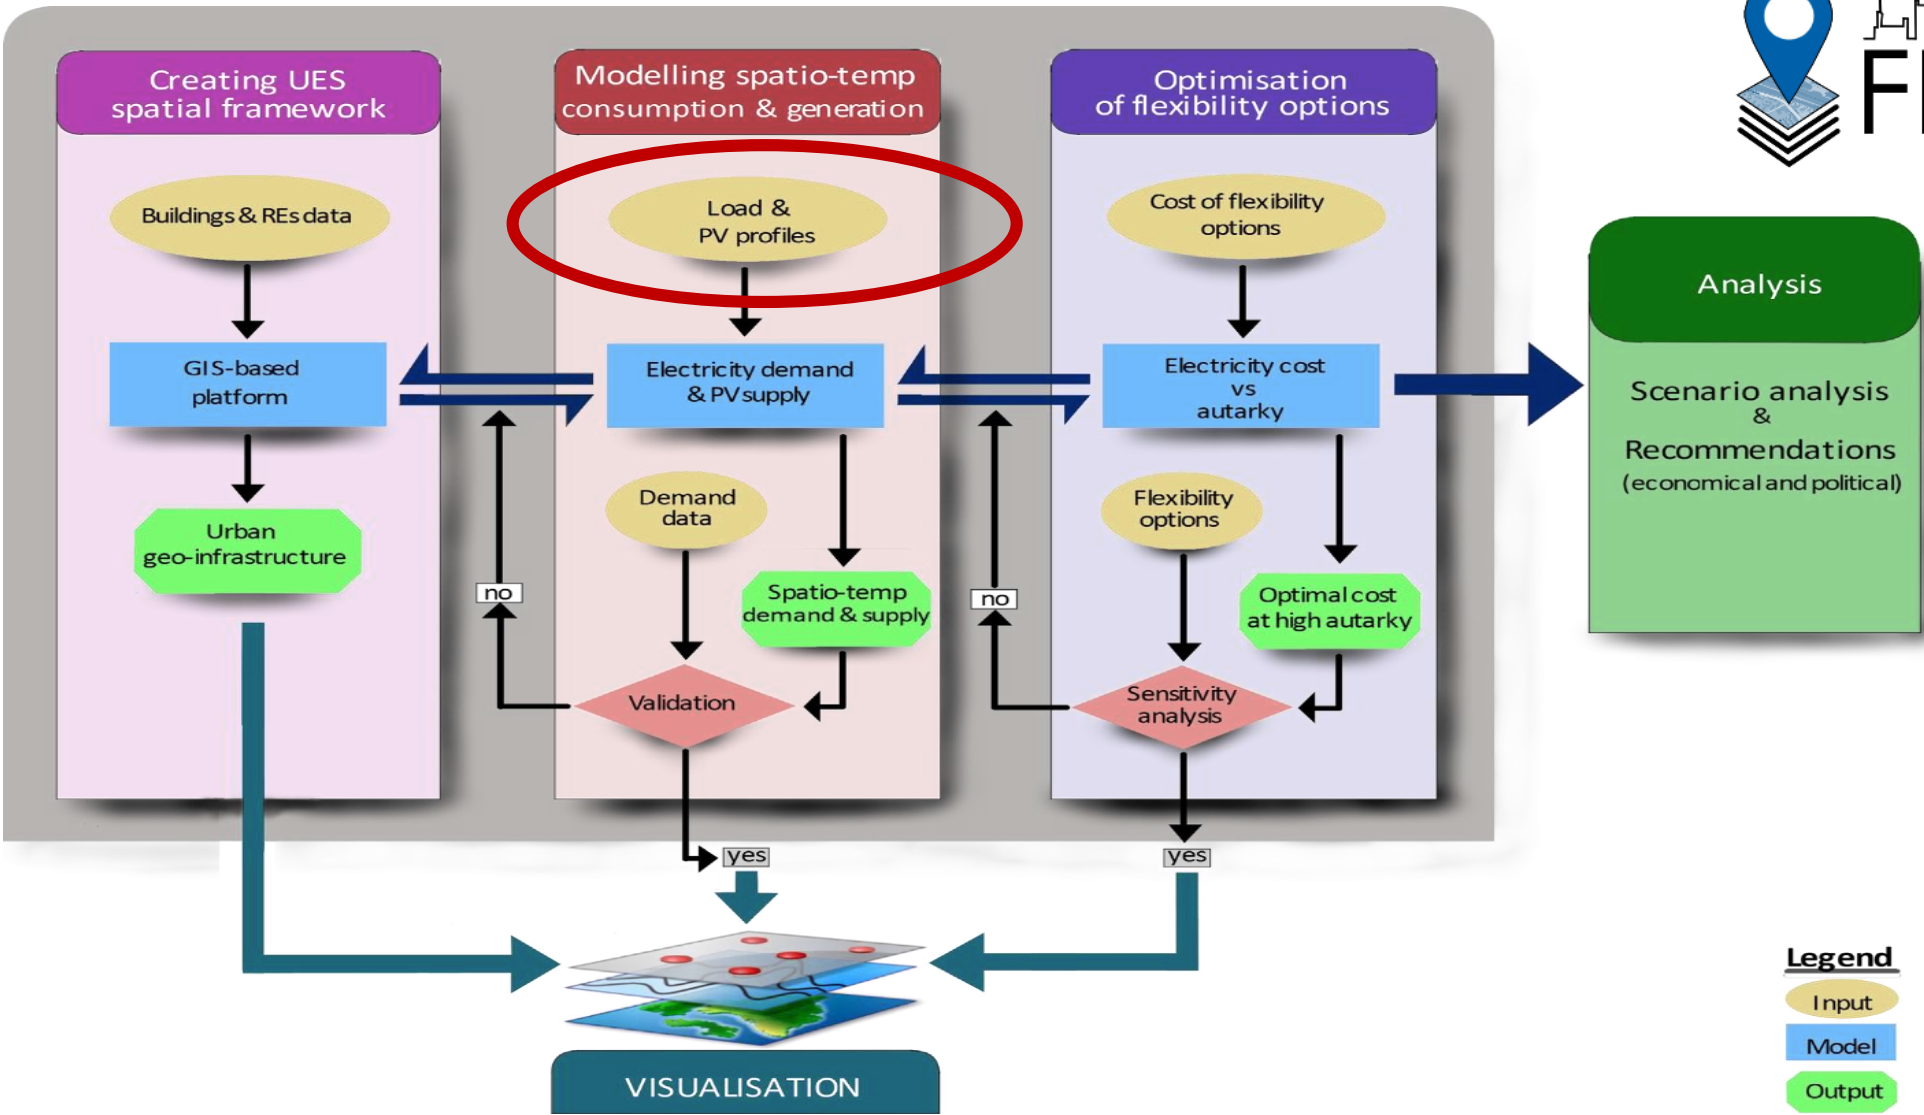 Creating UES
spatial framework
Buildings & REs data
GIS-based
platform
Urban
geo-infrastructure
Modelling spatio-temp
consumption & generation
Load &
PV profiles
Electricity demand
& PV supply
Demand
data
Spatio-temp
demand & supply
Validation
no
yes
Optimisation
of flexibility options
Cost of flexibility
options
Electricity cost
vs
autarky
Flexibility
options
Optimal cost
at high autarky
Sensitivity
analysis
no
yes
Analysis
Scenario analysis
&
Recommendations
(economical and political)
VISUALISATION
Legend
Input
Model
Output